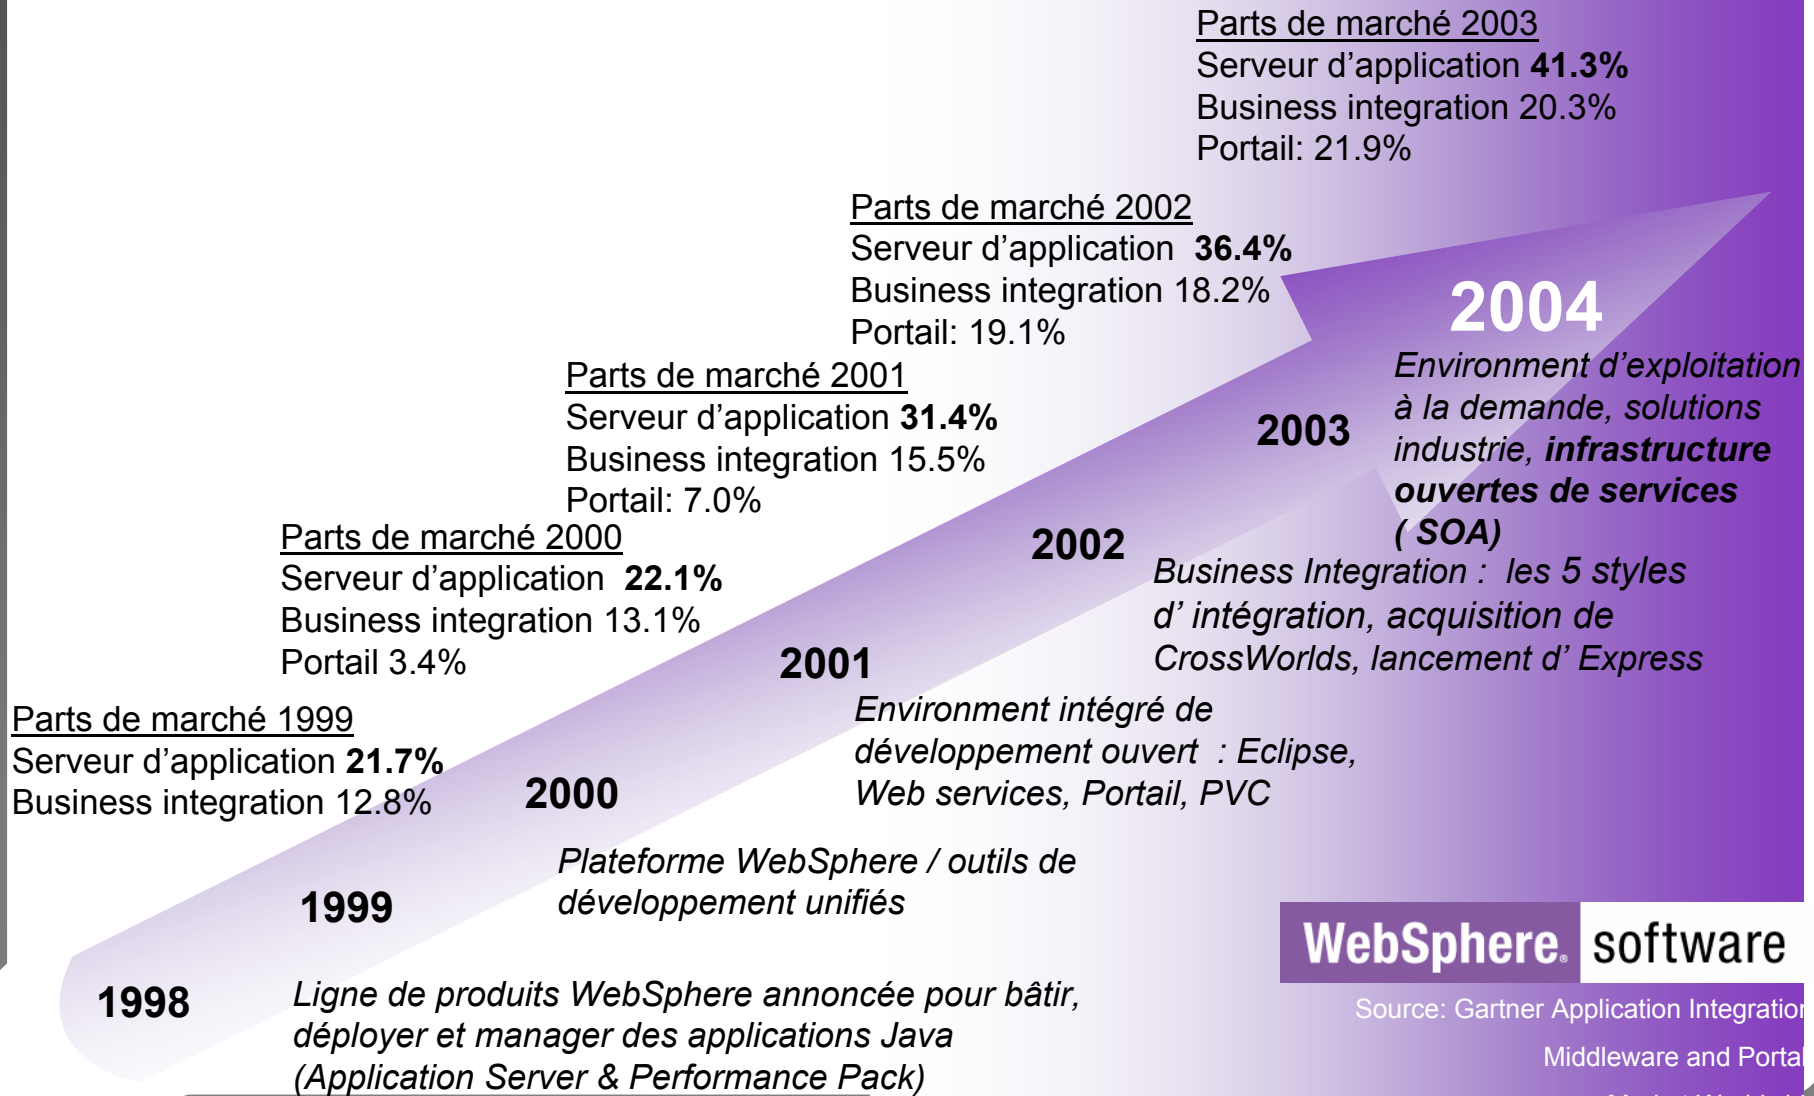 Parts de marché 2003
Serveur d’application 41.3%
Business integration 20.3%
Portail: 21.9%
Parts de marché 2002
Serveur d’application 36.4%
Business integration 18.2%
Portail: 19.1%
2004
Environment d’exploitation
à la demande, solutions
industrie, infrastructure
ouvertes de services
( SOA)
Parts de marché 2001
Serveur d’application 31.4%
Business integration 15.5%
Portail: 7.0%
2003
Parts de marché 2000
Serveur d’application 22.1%
Business integration 13.1%
Portail 3.4%
2002
Business Integration : les 5 styles
d’ intégration, acquisition de
CrossWorlds, lancement d’ Express
2001
Environment intégré de
développement ouvert : Eclipse,
Web services, Portail, PVC
Parts de marché 1999
Serveur d’application 21.7%
Business integration 12.8%
2000
Plateforme WebSphere / outils de
développement unifiés
1999
1998
Ligne de produits WebSphere annoncée pour bâtir,
déployer et manager des applications Java
(Application Server & Performance Pack)
WebSphere® software
Source: Gartner Application Integration
Middleware and Portal